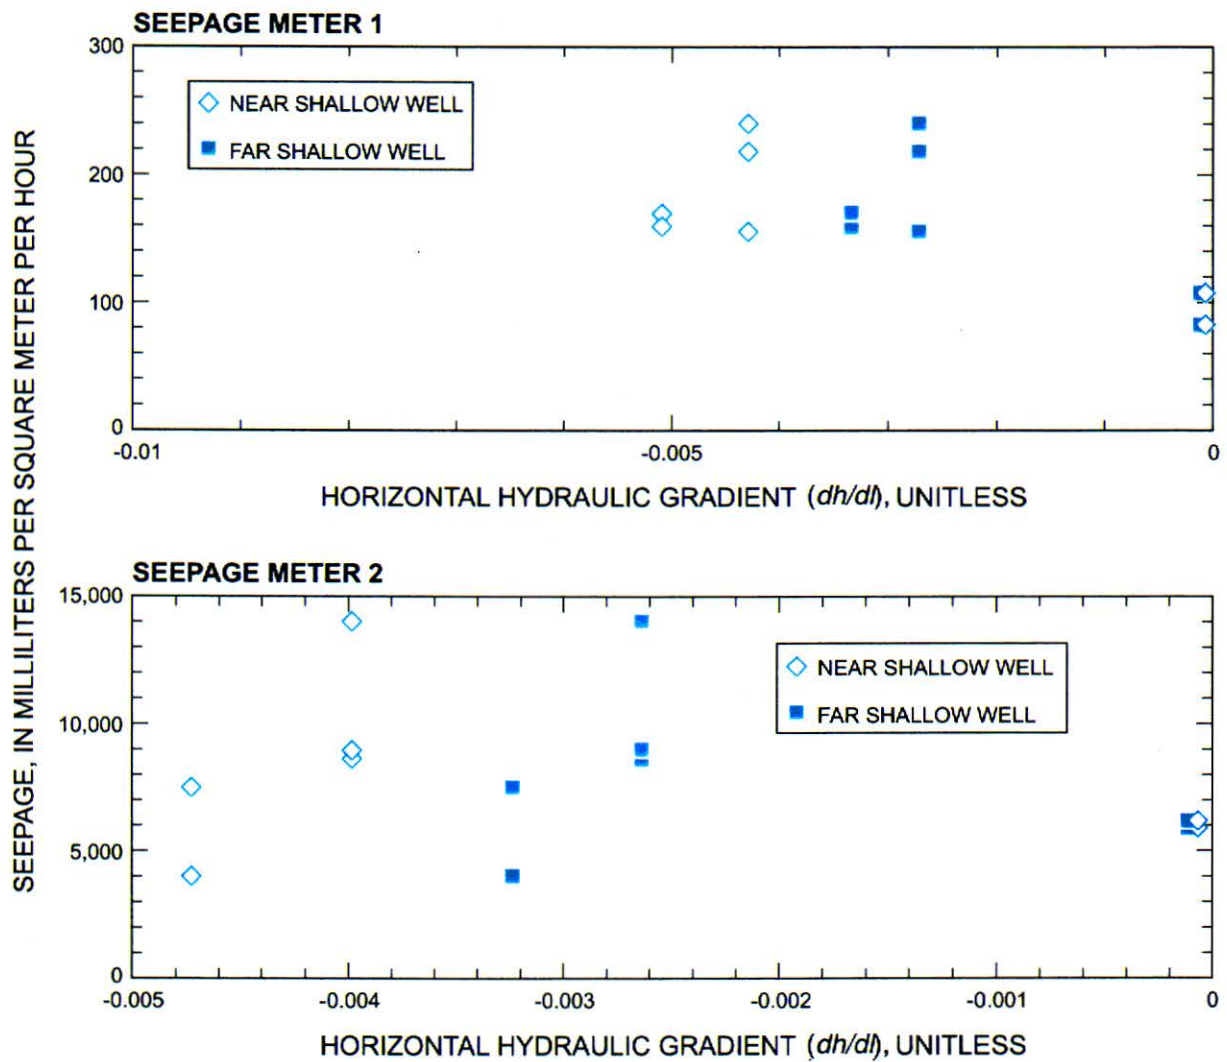 SEEPAGE METER 1
300
200
100
0
NEAR SHALLOW WELL
FAR SHALLOW WELL
-0.01
-0.005
0
HORIZONTAL HYDRAULIC GRADIENT (dh/dl), UNITLESS
SEEPAGE, IN MILLILITERS PER SQUARE METER PER HOUR
SEEPAGE METER 2
15,000
10,000
5,000
0
NEAR SHALLOW WELL
FAR SHALLOW WELL
-0.005
-0.004
-0.003
-0.002
-0.001
0
HORIZONTAL HYDRAULIC GRADIENT (dh/dl), UNITLESS